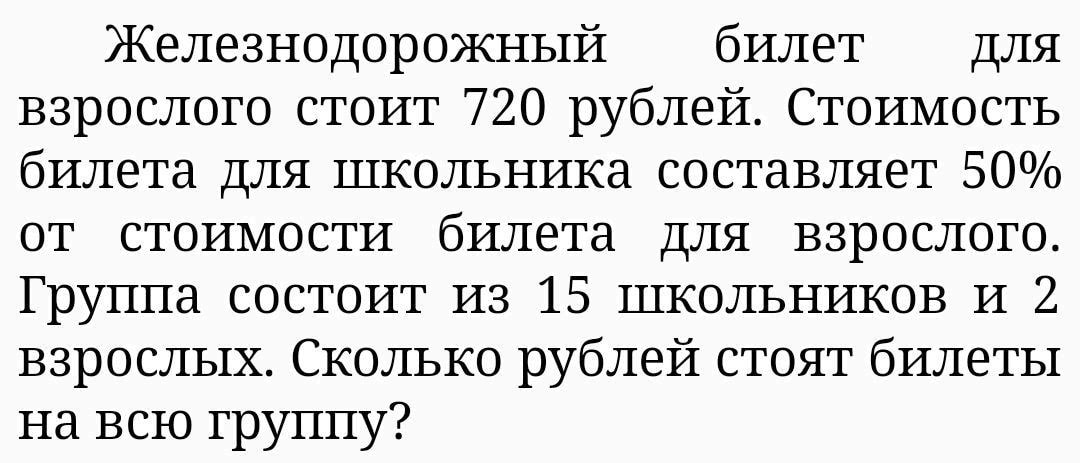 Железнодорожный билет для
взрослого стоит 720 рублей. Стоимость
билета для школьника составляет 50%
от стоимости билета для взрослого.
Группа состоит из 15 школьников и 2
взрослых. Сколько рублей стоят билеты
на всю группу?